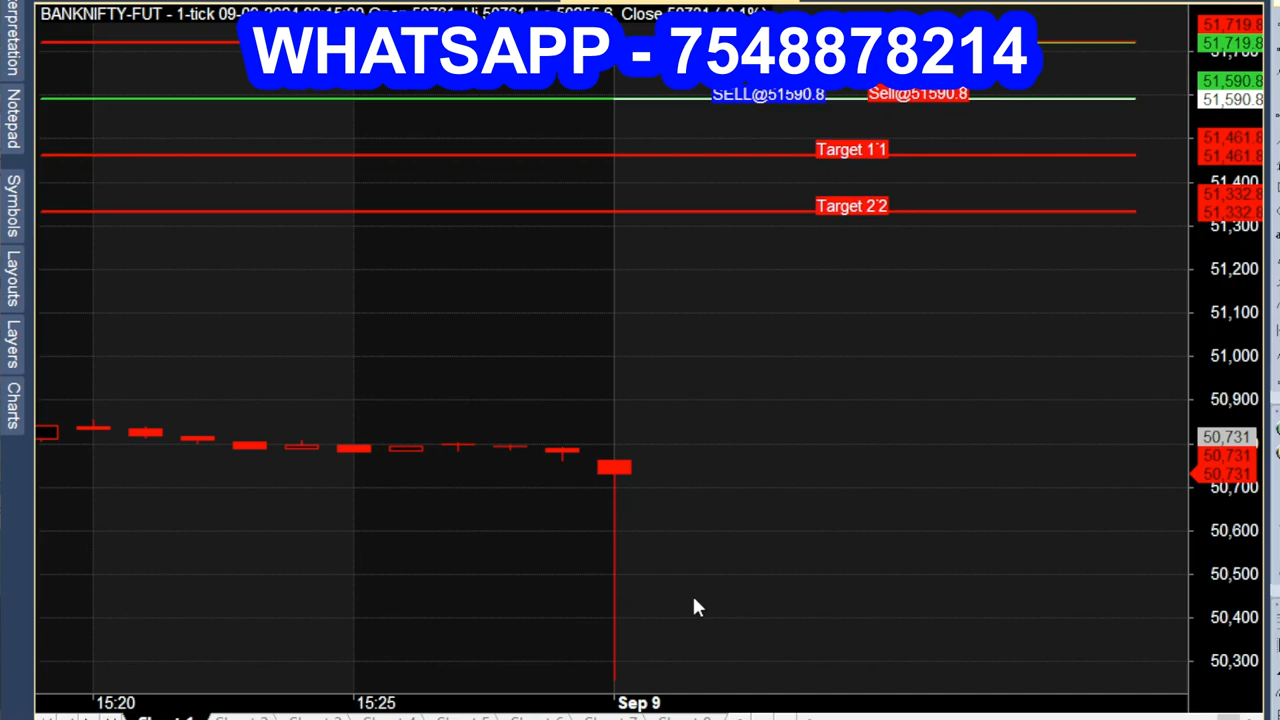 BANKNIFTY-FUT - 1-tick
Close 50731
WHATSAPP - 7548878214
51,719.8
51,719.8
51,590.8
51,590.8
SELL@51590.8
Sell@51590.8
Target 1
Target 2
51,461.8
51,461.8
51,400
51,332.8
51,332.8
51,300
51,200
51,100
51,000
50,900
50,731
50,731
50,731
50,700
50,600
50,500
50,400
50,300
15:20
15:25
Sep 9
Notepad
Symbols
Layouts
Layers
Charts